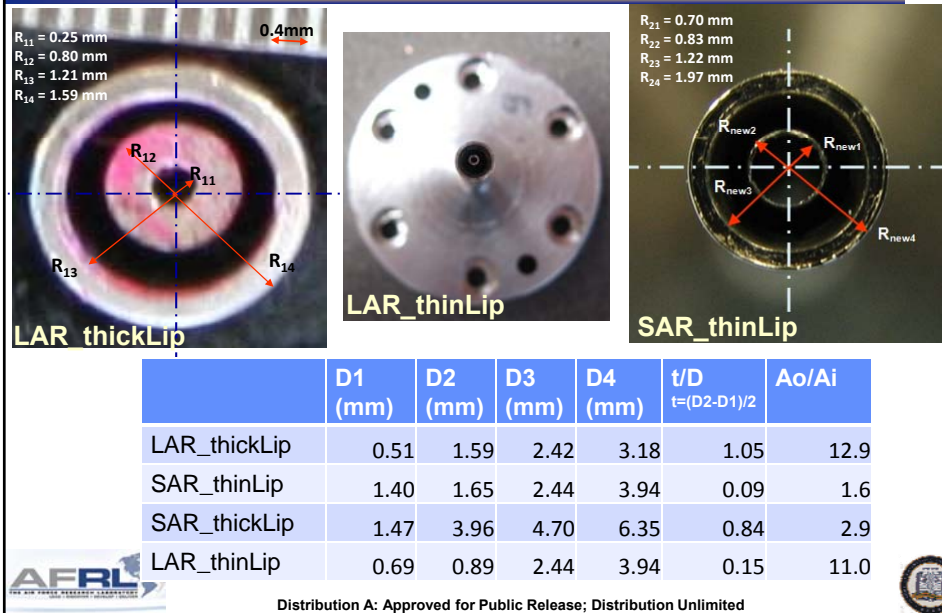 R11 = 0.25 mm
R12 = 0.80 mm
R13 = 1.21 mm
R14 = 1.59 mm
0.4mm
R12
R11
R13
R14
LAR_thickLip
LAR_thinLip
R21 = 0.70 mm
R22 = 0.83 mm
R23 = 1.22 mm
R24 = 1.97 mm
Rnew2
Rnew1
Rnew3
Rnew4
SAR_thinLip
D1 (mm) D2 (mm) D3 (mm) D4 (mm) t/D t=(D2-D1)/2 Ao/Ai
LAR_thickLip 0.51 1.59 2.42 3.18 1.05 12.9
SAR_thinLip 1.40 1.65 2.44 3.94 0.09 1.6
SAR_thickLip 1.47 3.96 4.70 6.35 0.84 2.9
LAR_thinLip 0.69 0.89 2.44 3.94 0.15 11.0
AFRL
THE AIR FORCE RESEARCH LABORATORY
Distribution A: Approved for Public Release; Distribution Unlimited